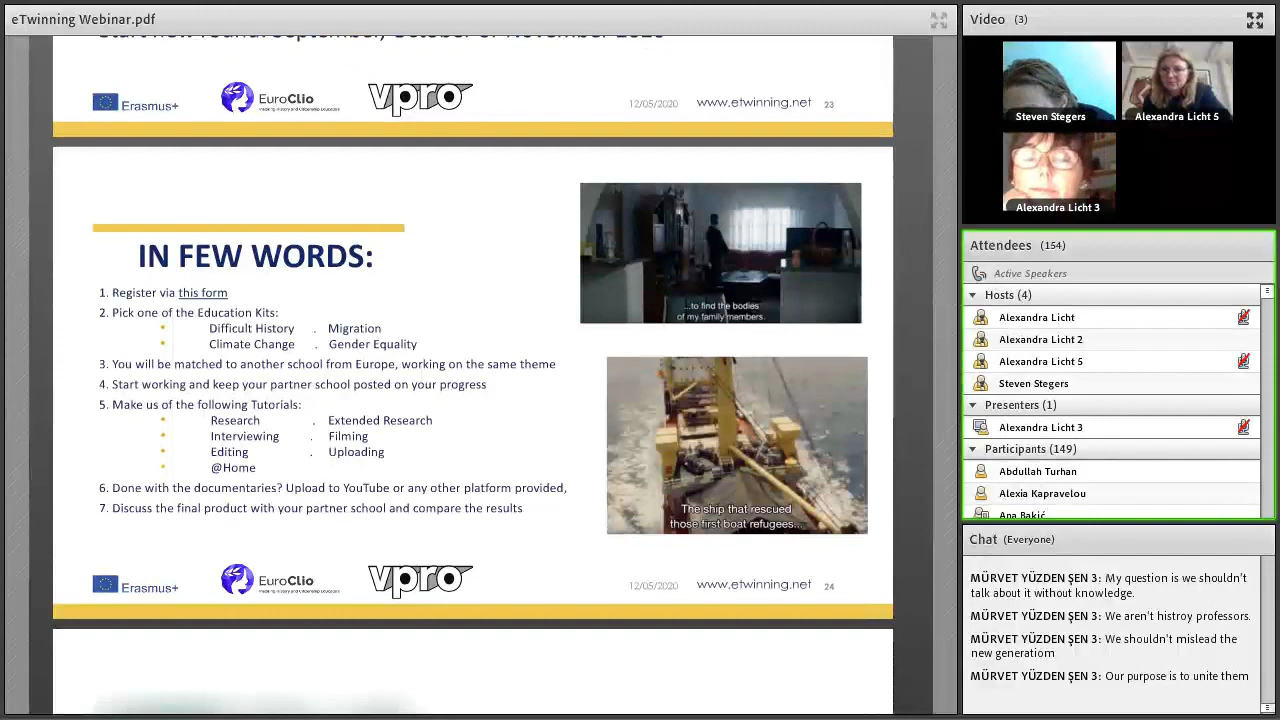 eTwinning Webinar.pdf
Start new round: September, October or November 2020
Erasmus+
EuroClio
vpro
12/05/2020 www.etwinning.net 23
IN FEW WORDS:
1. Register via this form
2. Pick one of the Education Kits:
• Difficult History . Migration
• Climate Change . Gender Equality
3. You will be matched to another school from Europe, working on the same theme
4. Start working and keep your partner school posted on your progress
5. Make us of the following Tutorials:
• Research . Extended Research
• Interviewing . Filming
• Editing . Uploading
• @Home
6. Done with the documentaries? Upload to YouTube or any other platform provided,
7. Discuss the final product with your partner school and compare the results
...to find the bodies
of my family members.
The ship that rescued
those first boat refugees...
Erasmus+
EuroClio
vpro
12/05/2020 www.etwinning.net 24
Video (3)
Steven Stegers
Alexandra Licht 5
Alexandra Licht 3
Attendees (154)
Active Speakers
Hosts (4)
Alexandra Licht
Alexandra Licht 2
Alexandra Licht 5
Steven Stegers
Presenters (1)
Alexandra Licht 3
Participants (149)
Abdullah Turhan
Alexia Kapravelou
Ana Bakić
Chat (Everyone)
MÜRVET YÜZDEN ŞEN 3: My question is we shouldn't
talk about it without knowledge.
MÜRVET YÜZDEN ŞEN 3: We aren't histroy professors.
MÜRVET YÜZDEN ŞEN 3: We shouldn't mislead the
new generatiom
MÜRVET YÜZDEN ŞEN 3: Our purpose is to unite them